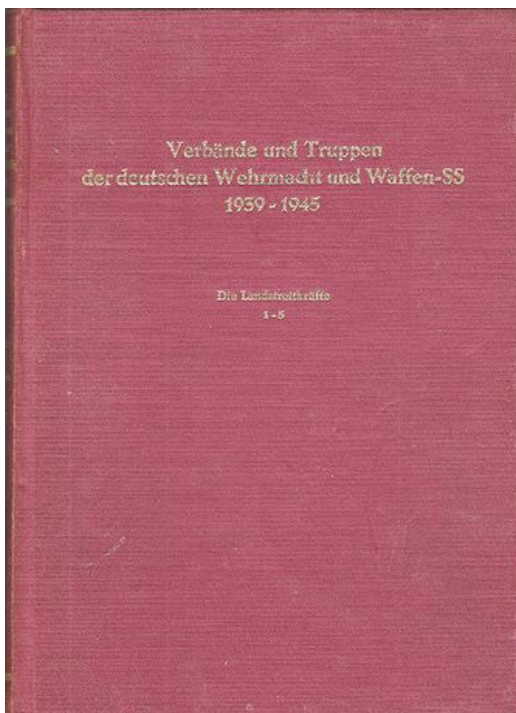 Verbände und Truppen
der deutschen Wehrmacht und Waffen-SS
1939 - 1945
Die Landstreitkräfte
1 - 5